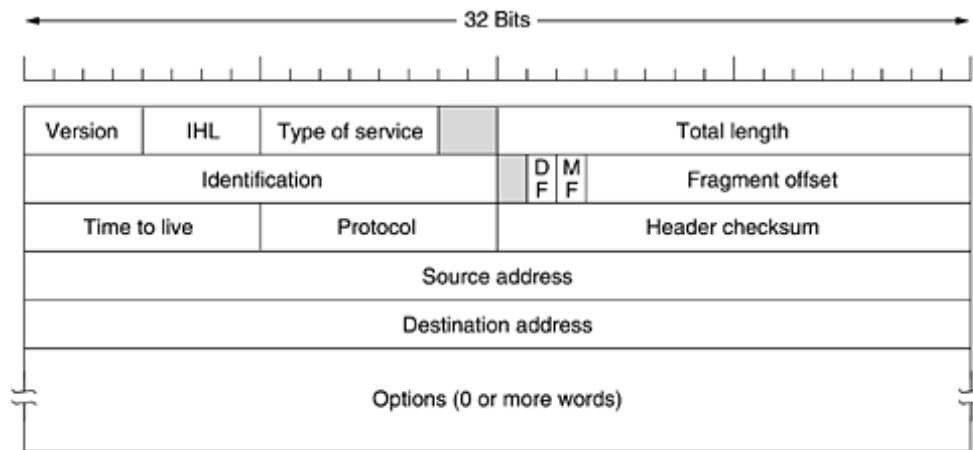 32 Bits
Version IHL Type of service Total length
Identification D F M F Fragment offset
Time to live Protocol Header checksum
Source address
Destination address
Options (0 or more words)